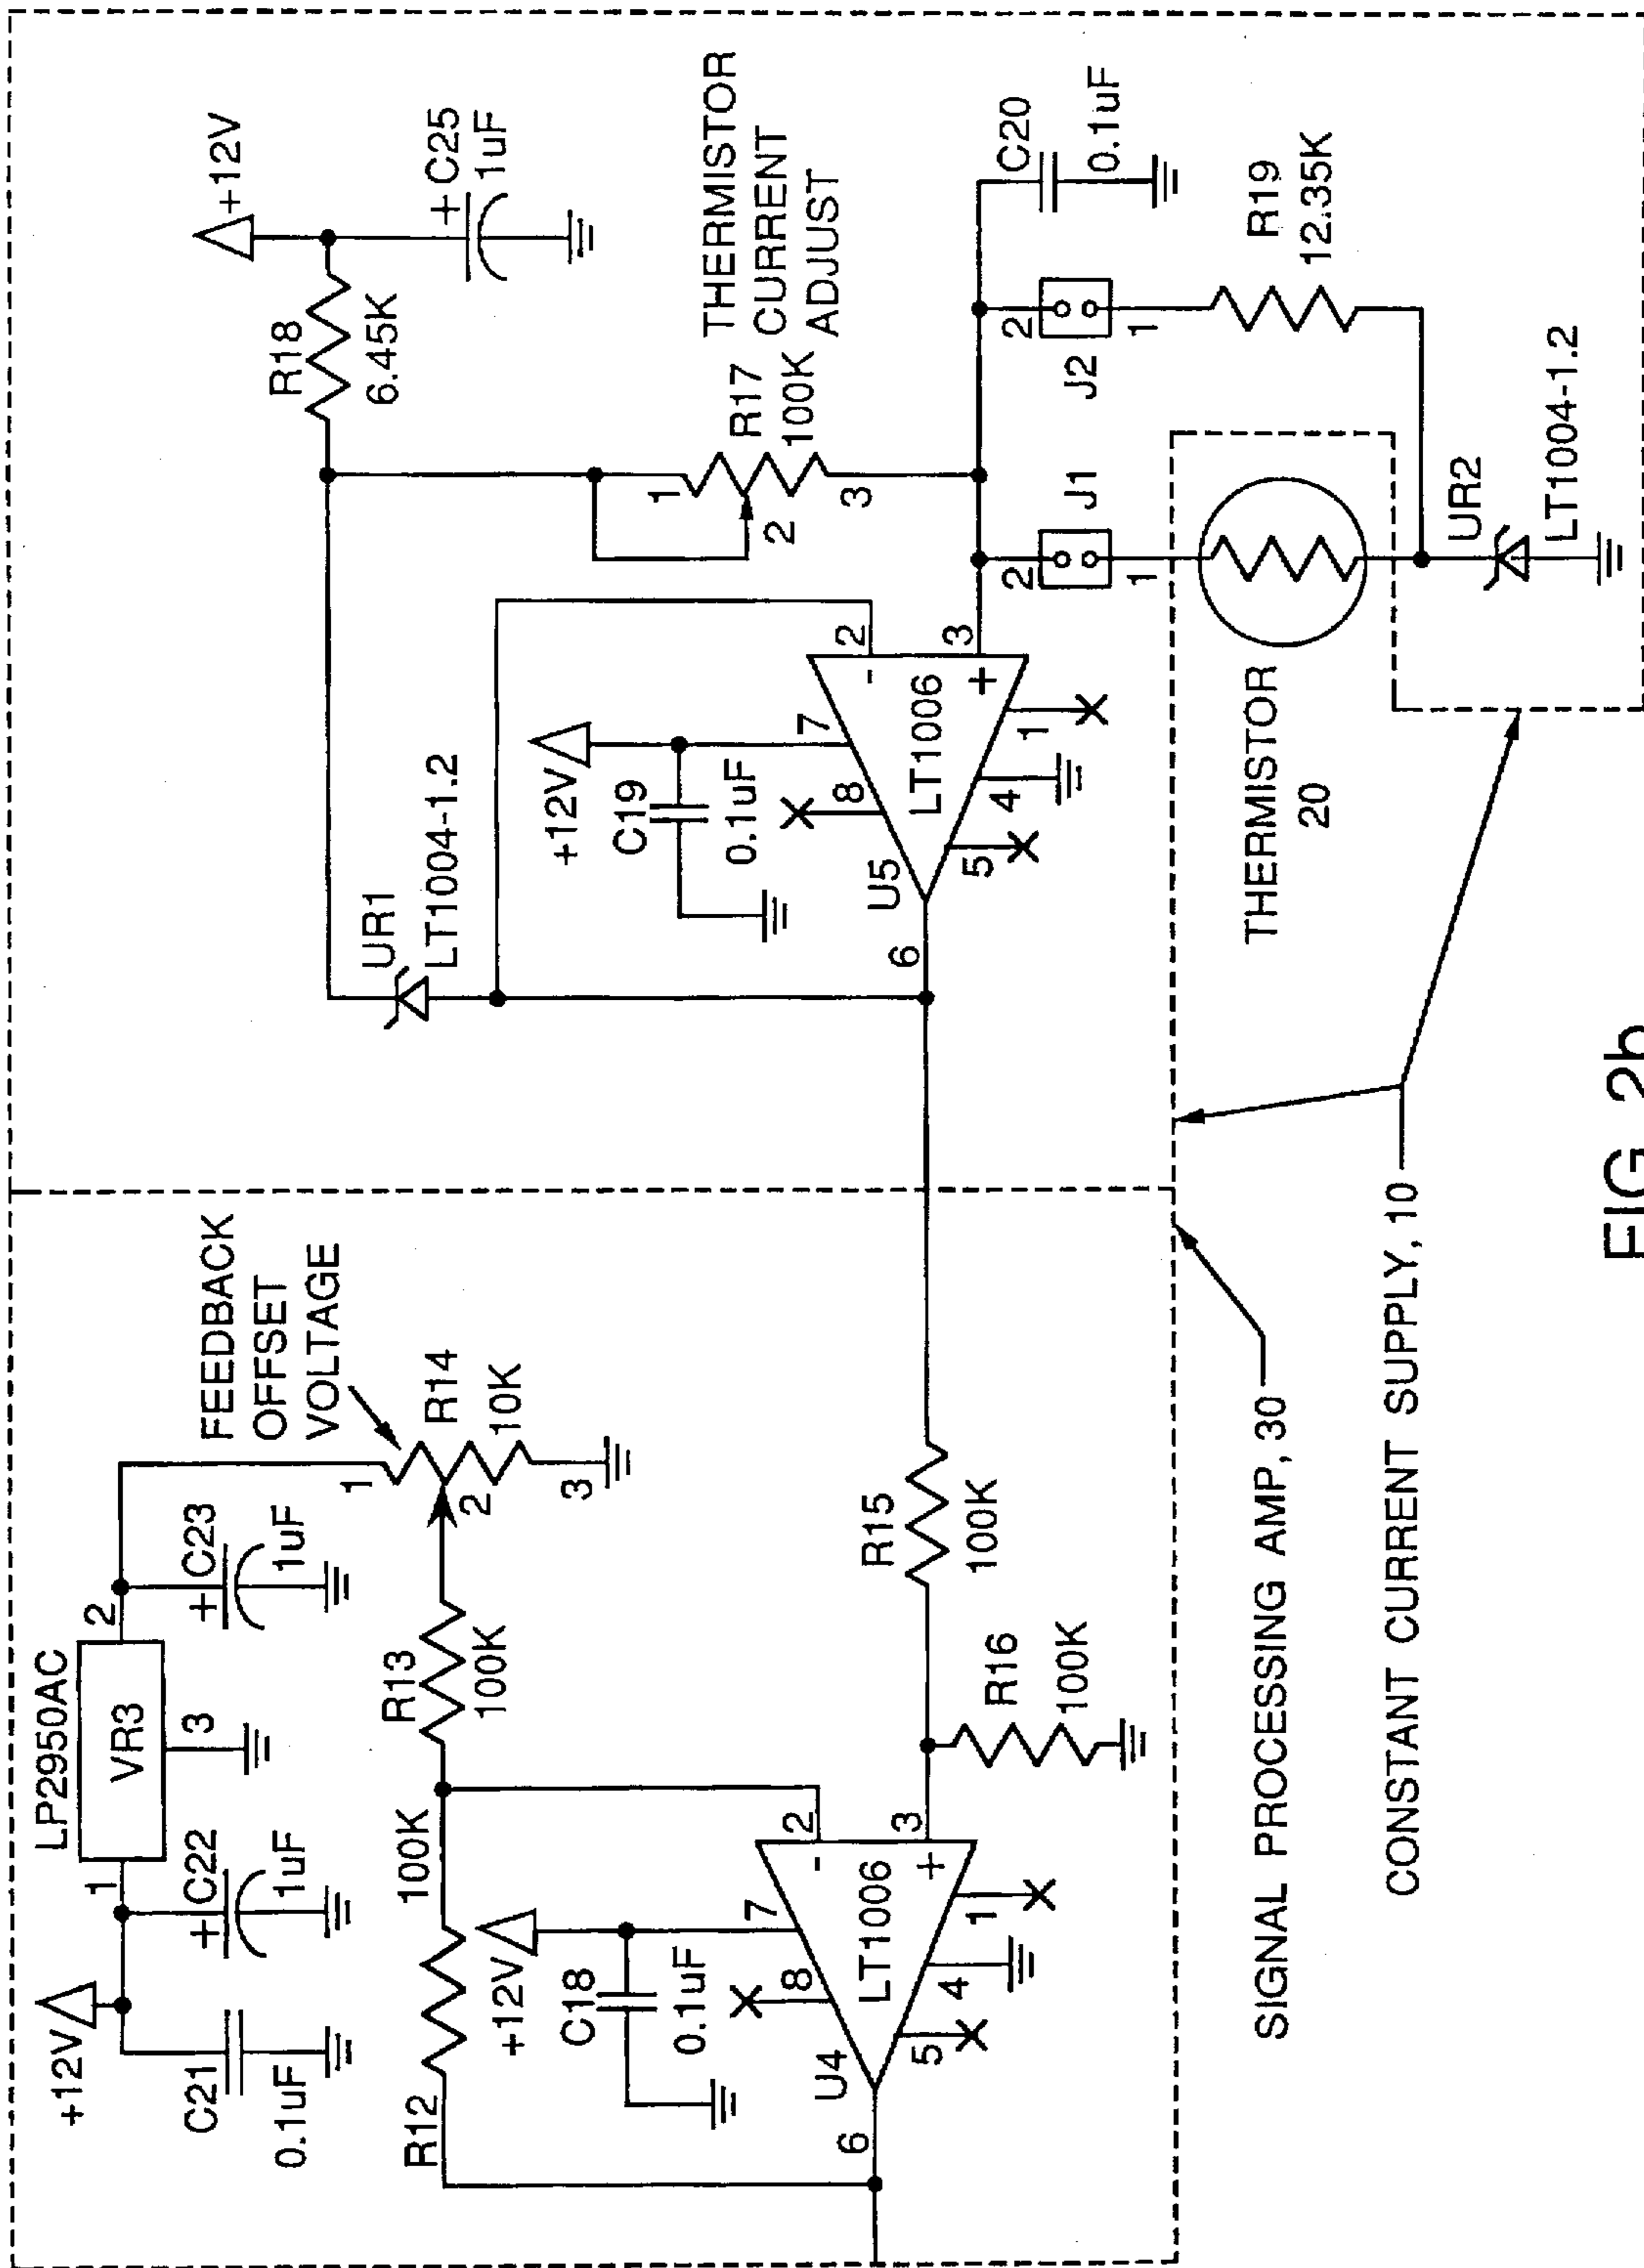 +12V
C21
0.1uF
C22
1uF
1
LP2950AC
VR3
3
2
C23
1uF
+
+
FEEDBACK
OFFSET
VOLTAGE
1
R14
2
10K
3
R13
100K
100K
R12
+12V
C18
0.1uF
8
7
2
-
U4
LT1006
+
3
6
5
4
1
R15
100K
R16
100K
UR1
LT1004-1.2
R18
6.45K
+12V
+
C25
1uF
THERMISTOR
CURRENT
ADJUST
1
R17
100K
2
3
+12V
C19
0.1uF
8
7
2
-
U5
LT1006
+
3
6
5
4
1
2
J1
1
2
J2
1
C20
0.1uF
R19
12.35K
THERMISTOR
20
UR2
LT1004-1.2
SIGNAL PROCESSING AMP, 30
CONSTANT CURRENT SUPPLY, 10
FIG. 2b